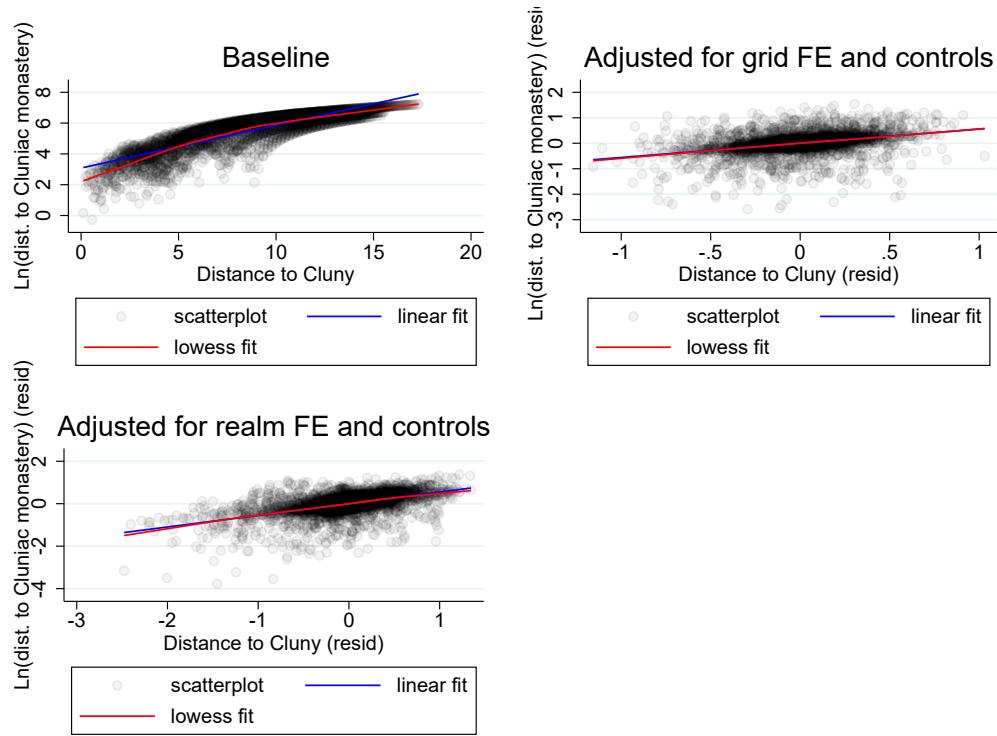 Baseline
Ln(dist. to Cluniac monastery)
8
6
4
2
0
0 5 10 15 20
Distance to Cluny
scatterplot linear fit
lowess fit
Adjusted for grid FE and controls
Ln(dist. to Cluniac monastery) (resi
2
1
0
-1
-2
-3
-1 -.5 0 .5 1
Distance to Cluny (resid)
scatterplot linear fit
lowess fit
Adjusted for realm FE and controls
Ln(dist. to Cluniac monastery) (resid)
2
0
-2
-4
-3 -2 -1 0 1
Distance to Cluny (resid)
scatterplot linear fit
lowess fit